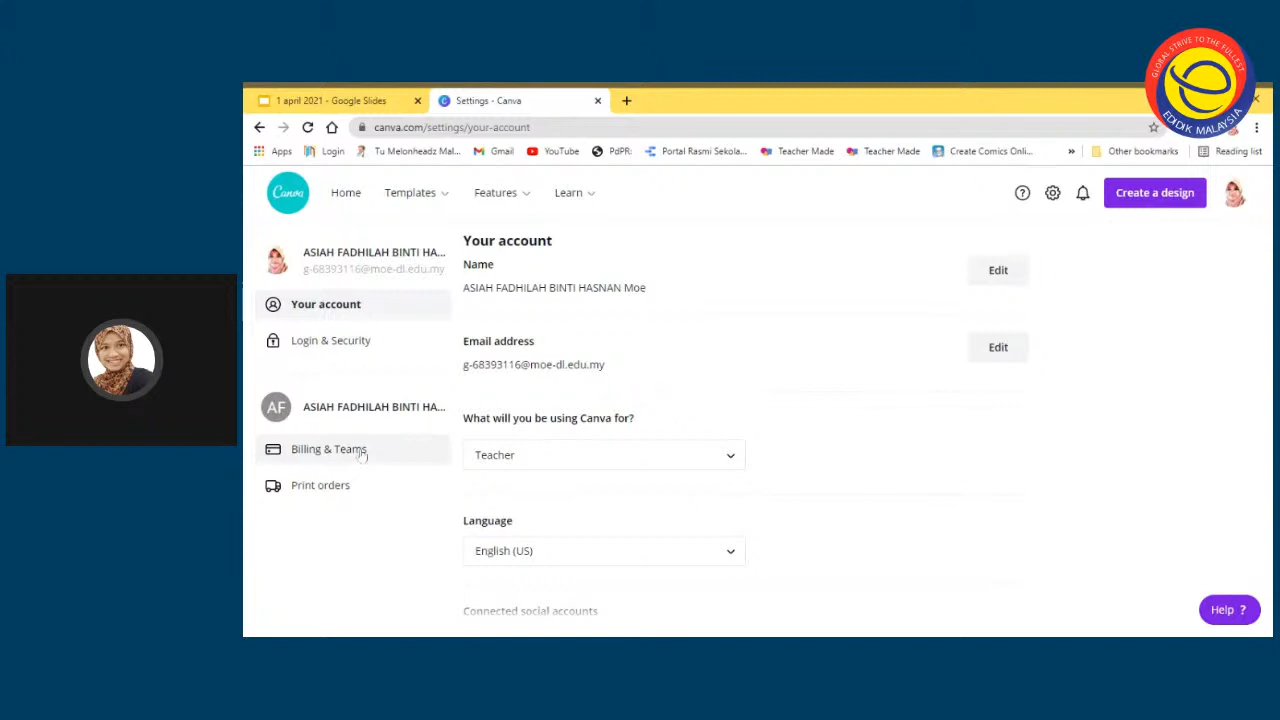 GLOBAL STRIVE TO THE FULLEST
EDIDIK MALAYSIA
1 april 2021 - Google Slides
Settings - Canva
canva.com/settings/your-account
Apps
Login
Tu Melonheadz Mal...
Gmail
YouTube
PdPR:
Portal Rasmi Sekola...
Teacher Made
Teacher Made
Create Comics Onli...
»
Other bookmarks
Reading list
Canva
Home
Templates
Features
Learn
Create a design
ASIAH FADHILAH BINTI HA...
g-68393116@moe-dl.edu.my
Your account
Login & Security
AF
ASIAH FADHILAH BINTI HA...
Billing & Teams
Print orders
Your account
Name
Edit
ASIAH FADHILAH BINTI HASNAN Moe
Email address
Edit
g-68393116@moe-dl.edu.my
What will you be using Canva for?
Teacher
Language
English (US)
Connected social accounts
Help ?